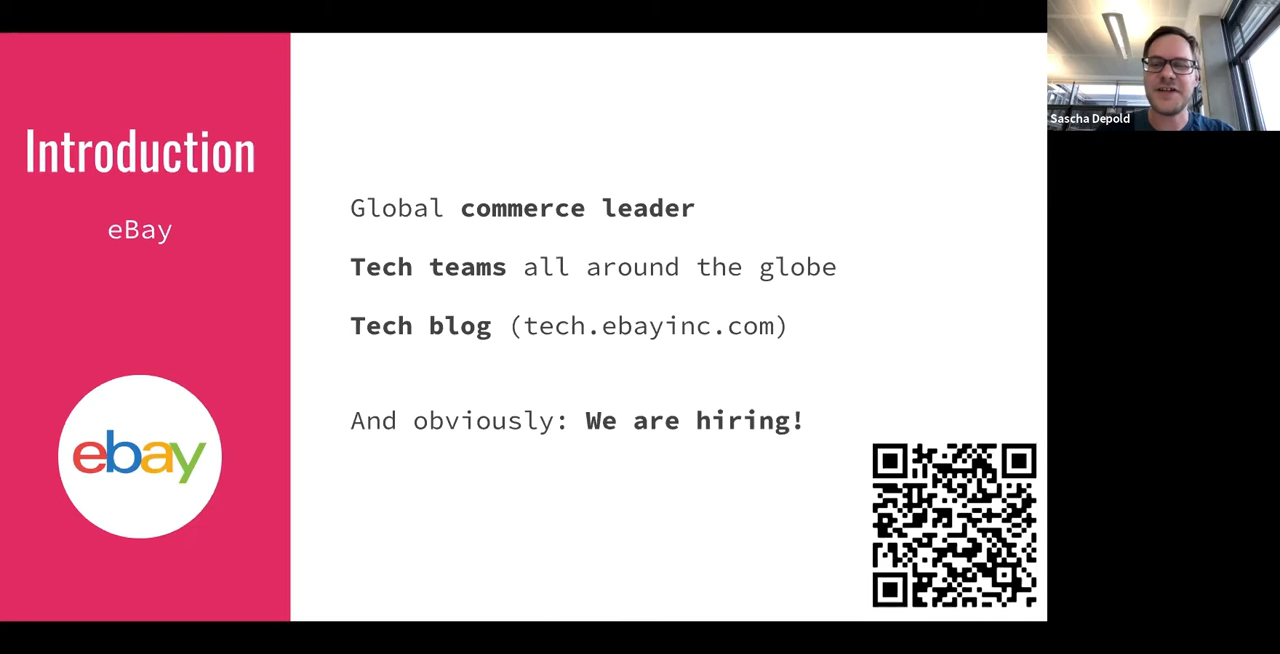 Introduction
eBay
ebay
Global commerce leader
Tech teams all around the globe
Tech blog (tech.ebayinc.com)
And obviously: We are hiring!
Sascha Depold